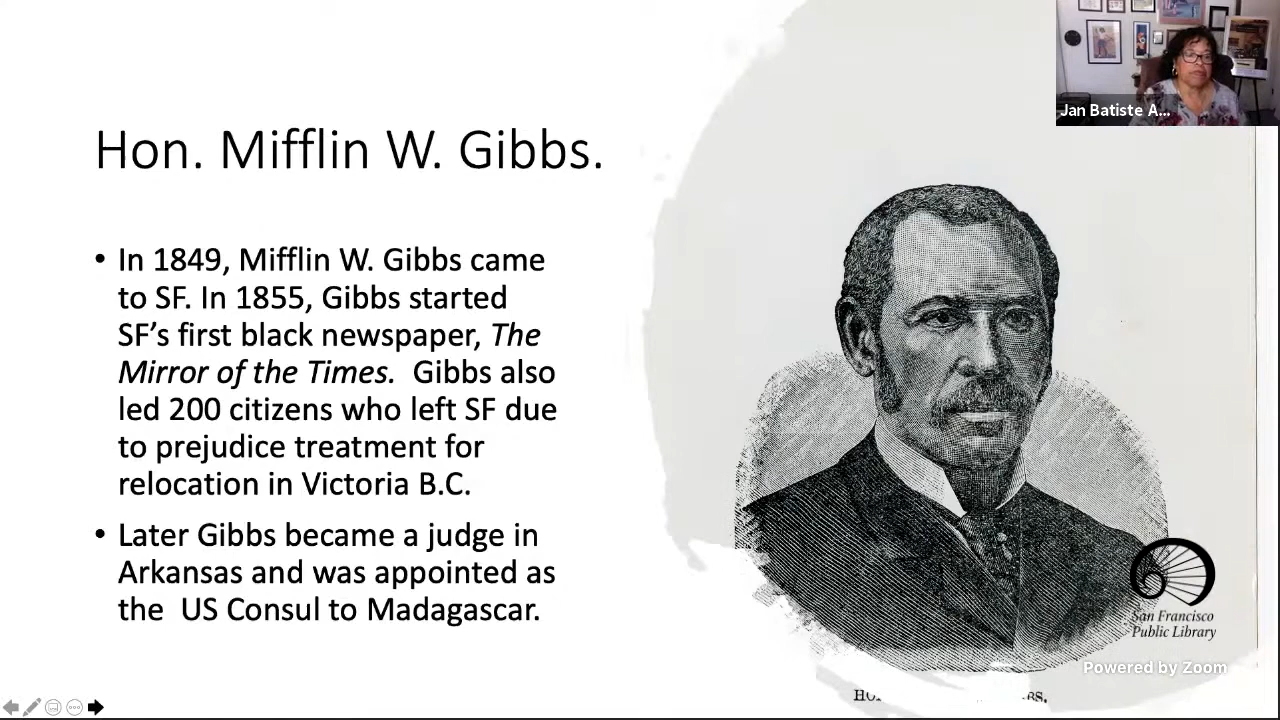 Jan Batiste A...
Hon. Mifflin W. Gibbs.
• In 1849, Mifflin W. Gibbs came
to SF. In 1855, Gibbs started
SF's first black newspaper, The
Mirror of the Times. Gibbs also
led 200 citizens who left SF due
to prejudice treatment for
relocation in Victoria B.C.
• Later Gibbs became a judge in
Arkansas and was appointed as
the US Consul to Madagascar.
San Francisco
Public Library
Powered by Zoom